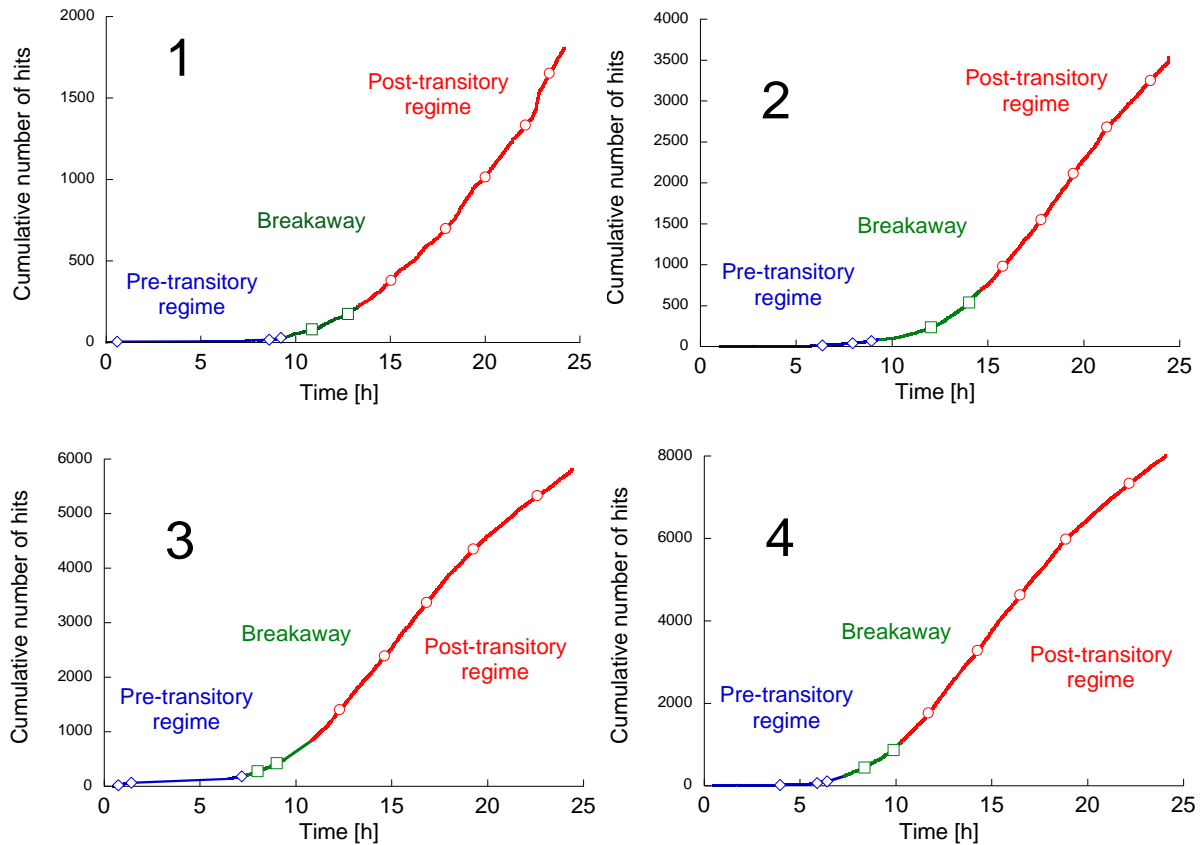 2000
1500
1000
500
0
Cumulative number of hits
1
Post-transitory
regime
Breakaway
Pre-transitory
regime
0
5
10
15
20
25
Time [h]
4000
3500
3000
2500
2000
1500
1000
500
0
Cumulative number of hits
2
Post-transitory
regime
Breakaway
Pre-transitory
regime
0
5
10
15
20
25
Time [h]
6000
5000
4000
3000
2000
1000
0
Cumulative number of hits
3
Breakaway
Post-transitory
regime
Pre-transitory
regime
0
5
10
15
20
25
Time [h]
8000
6000
4000
2000
0
Cumulative number of hits
4
Breakaway
Post-transitory
regime
Pre-transitory
regime
0
5
10
15
20
25
Time [h]